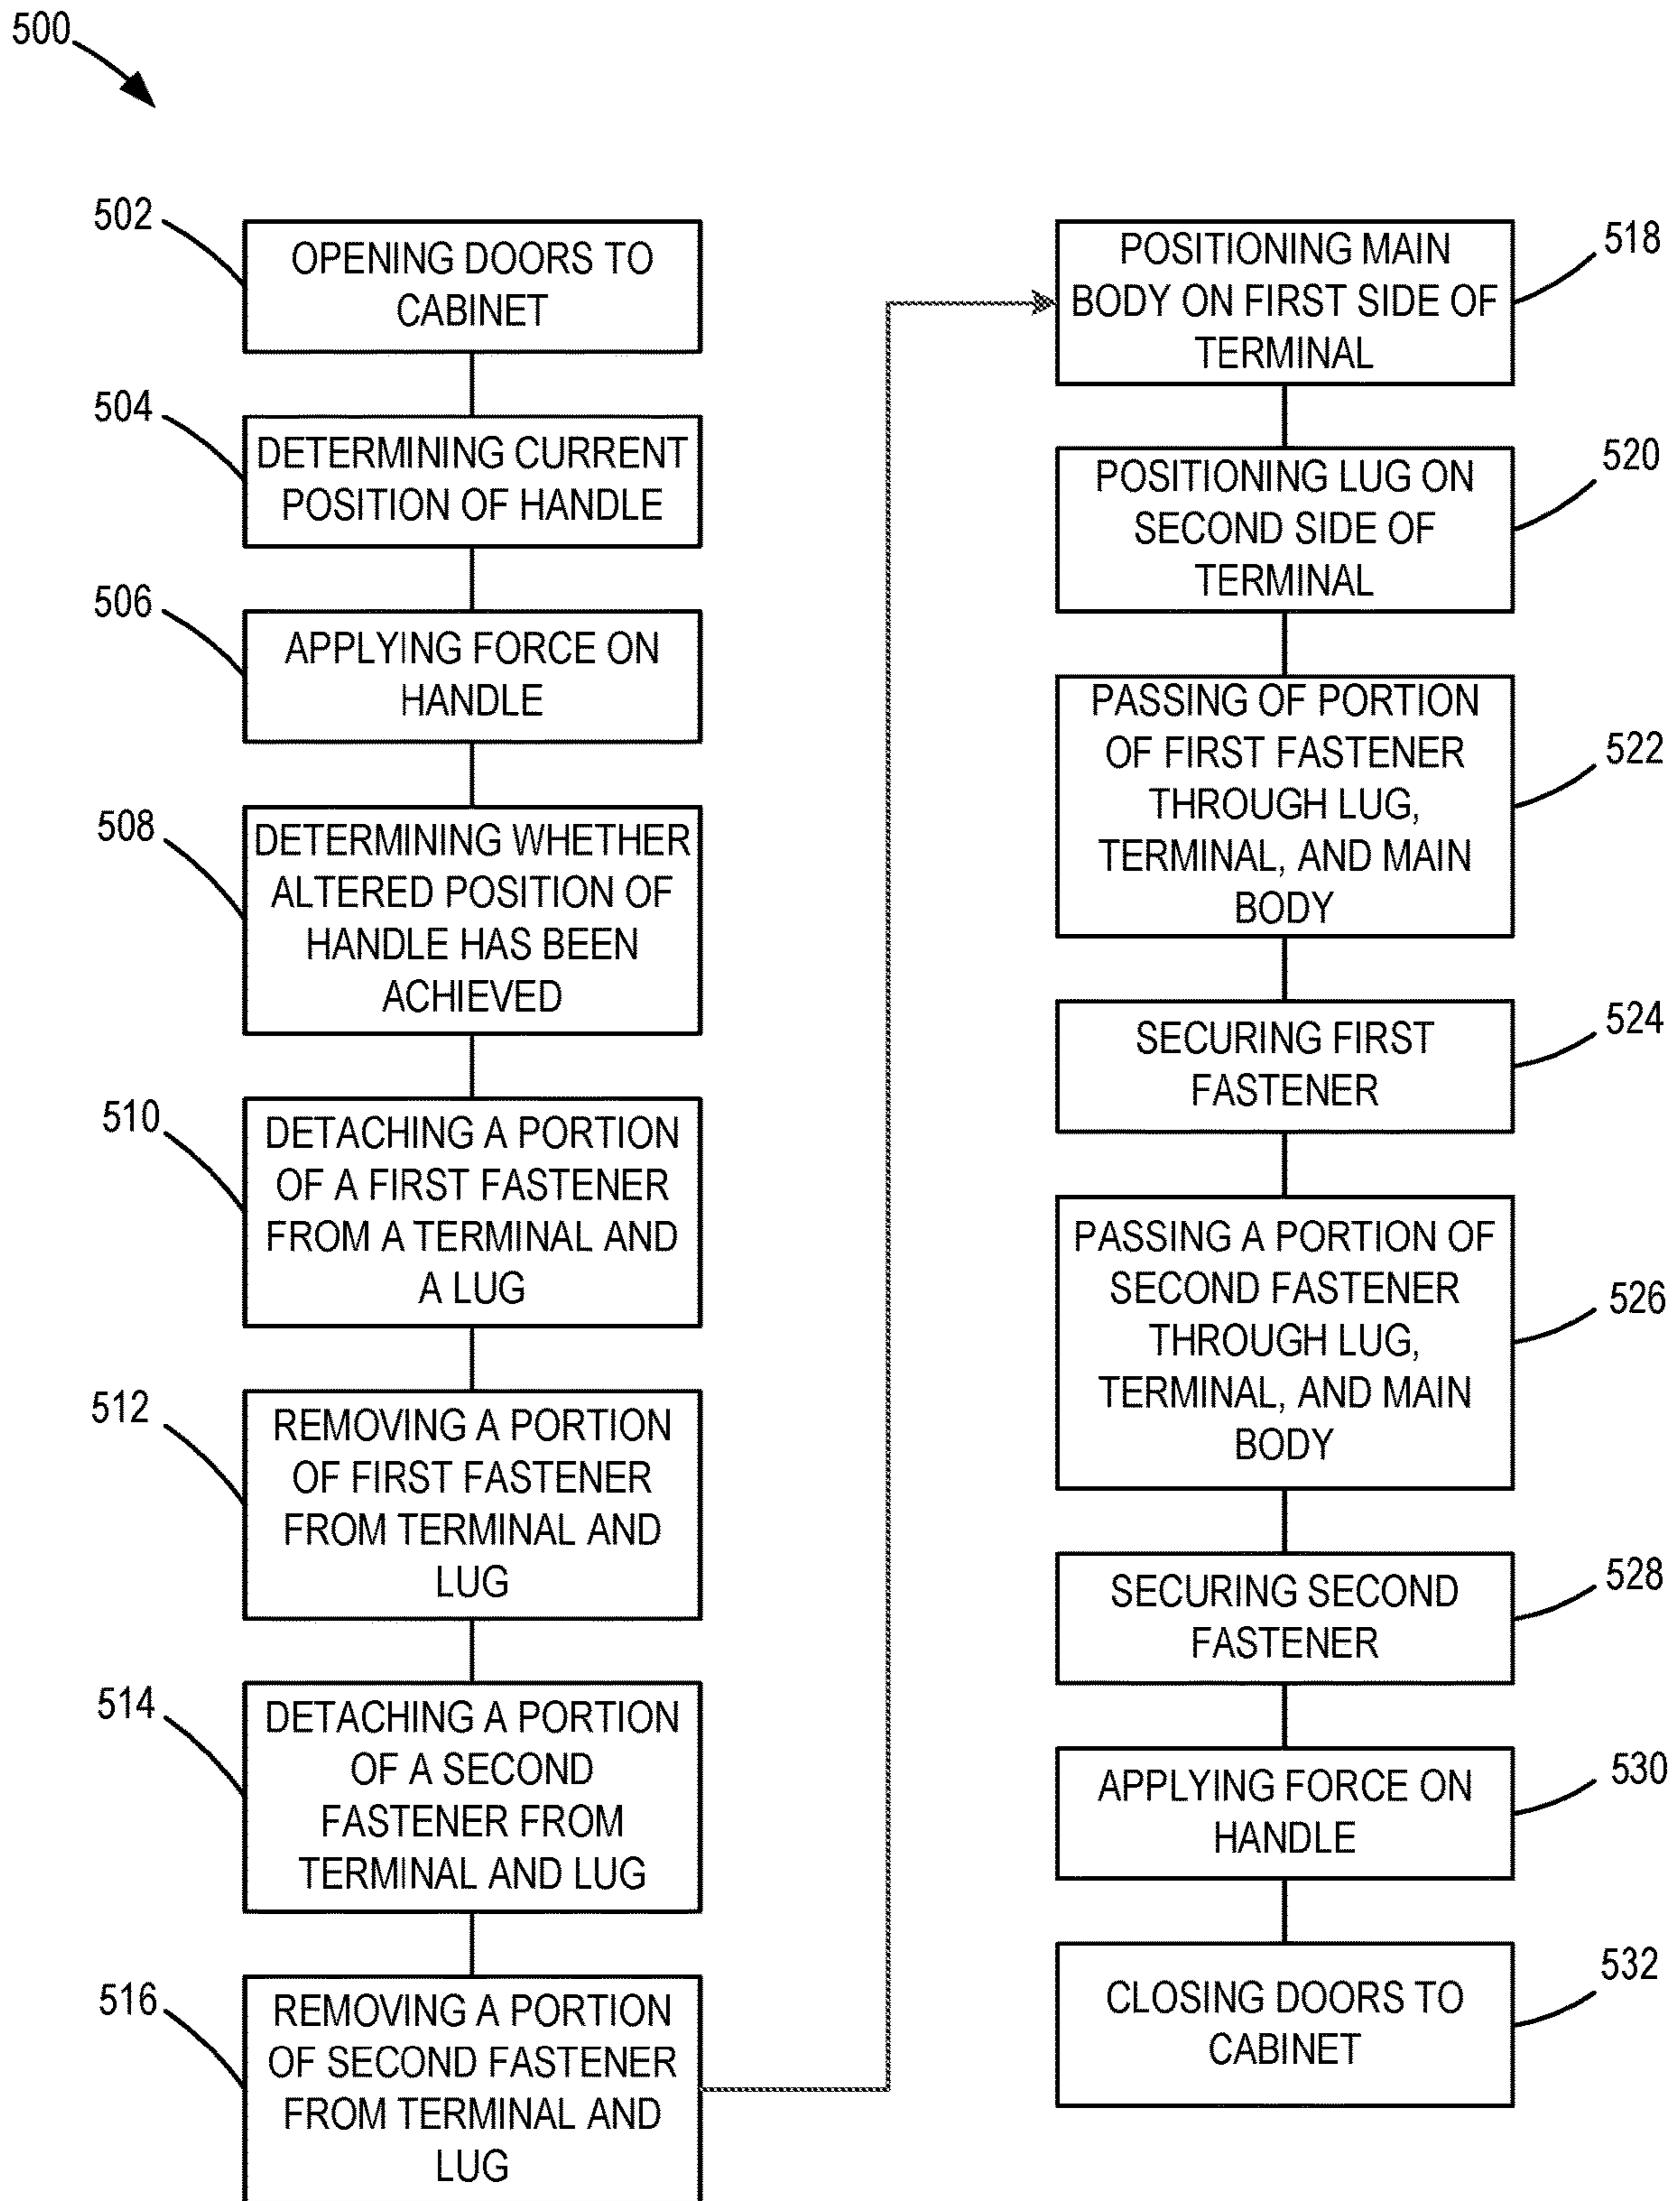 500
502
OPENING DOORS TO
CABINET
504
DETERMINING CURRENT
POSITION OF HANDLE
506
APPLYING FORCE ON
HANDLE
508
DETERMINING WHETHER
ALTERED POSITION OF
HANDLE HAS BEEN
ACHIEVED
510
DETACHING A PORTION
OF A FIRST FASTENER
FROM A TERMINAL AND
A LUG
512
REMOVING A PORTION
OF FIRST FASTENER
FROM TERMINAL AND
LUG
514
DETACHING A PORTION
OF A SECOND
FASTENER FROM
TERMINAL AND LUG
516
REMOVING A PORTION
OF SECOND FASTENER
FROM TERMINAL AND
LUG
518
POSITIONING MAIN
BODY ON FIRST SIDE OF
TERMINAL
520
POSITIONING LUG ON
SECOND SIDE OF
TERMINAL
522
PASSING OF PORTION
OF FIRST FASTENER
THROUGH LUG,
TERMINAL, AND MAIN
BODY
524
SECURING FIRST
FASTENER
526
PASSING A PORTION OF
SECOND FASTENER
THROUGH LUG,
TERMINAL, AND MAIN
BODY
528
SECURING SECOND
FASTENER
530
APPLYING FORCE ON
HANDLE
532
CLOSING DOORS TO
CABINET